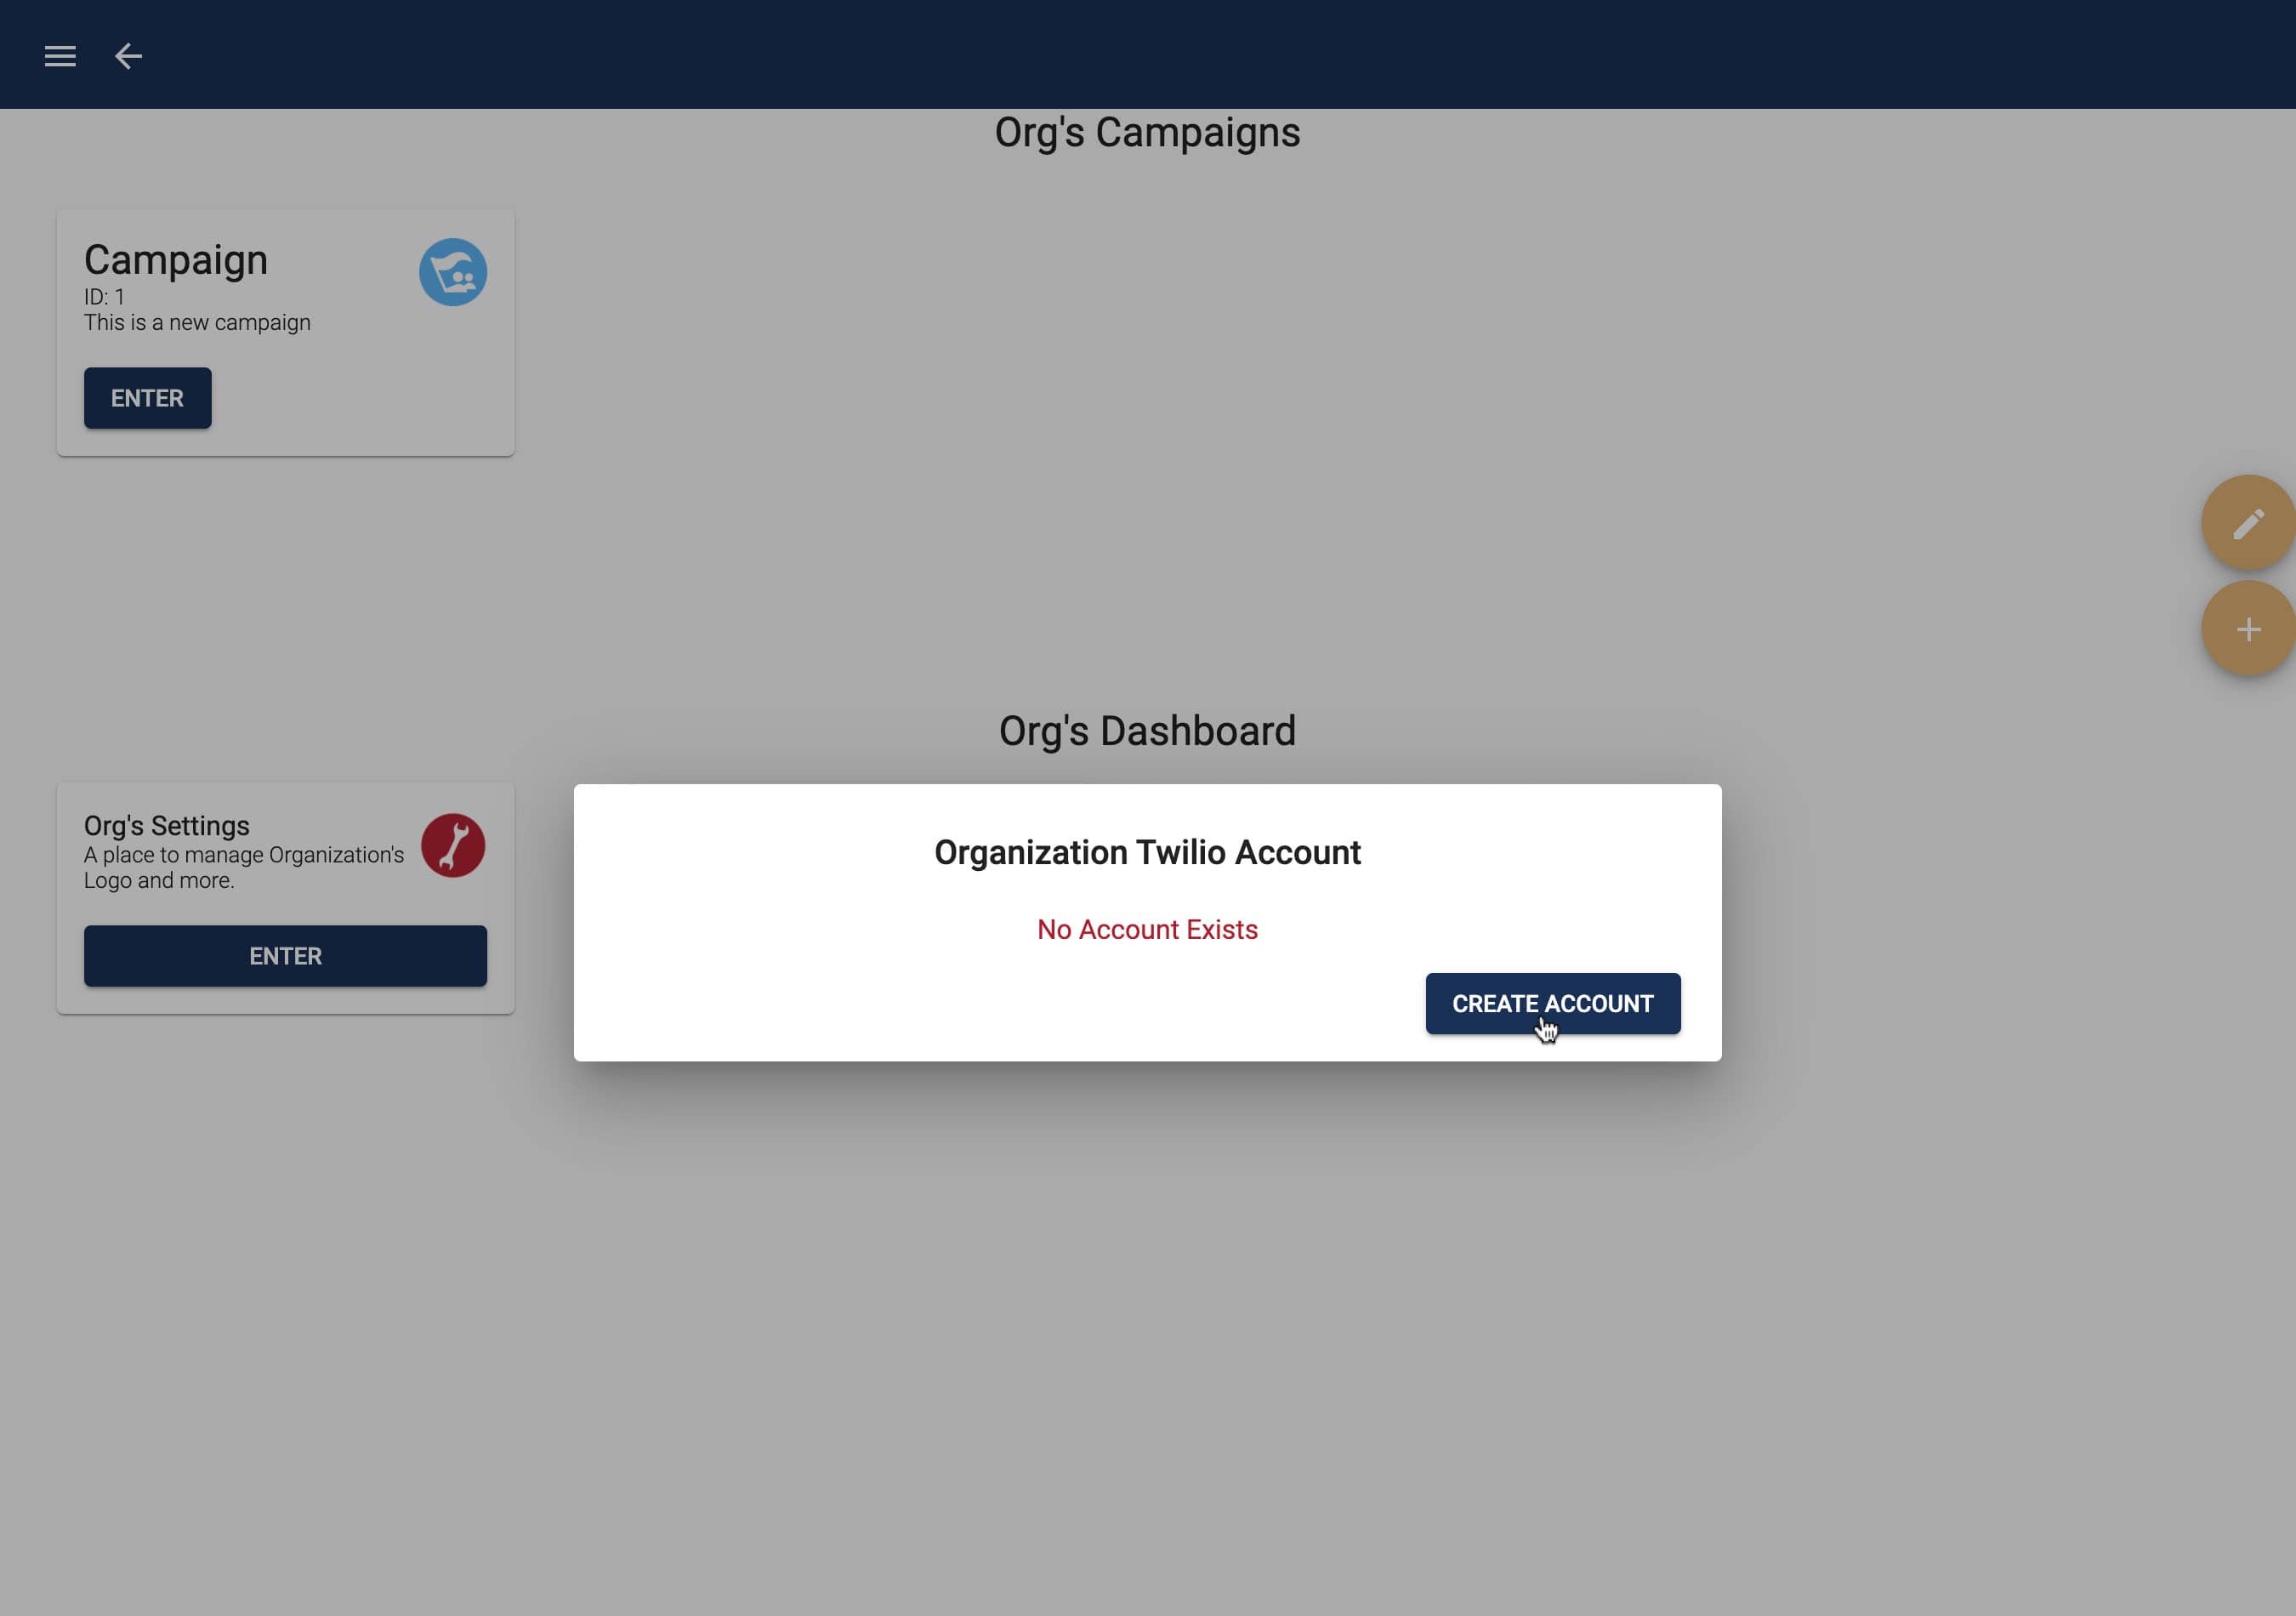 Org's Campaigns
Campaign
ID: 1
This is a new campaign
ENTER
Org's Dashboard
Org's Settings
A place to manage Organization's
Logo and more.
ENTER
Organization Twilio Account
No Account Exists
CREATE ACCOUNT